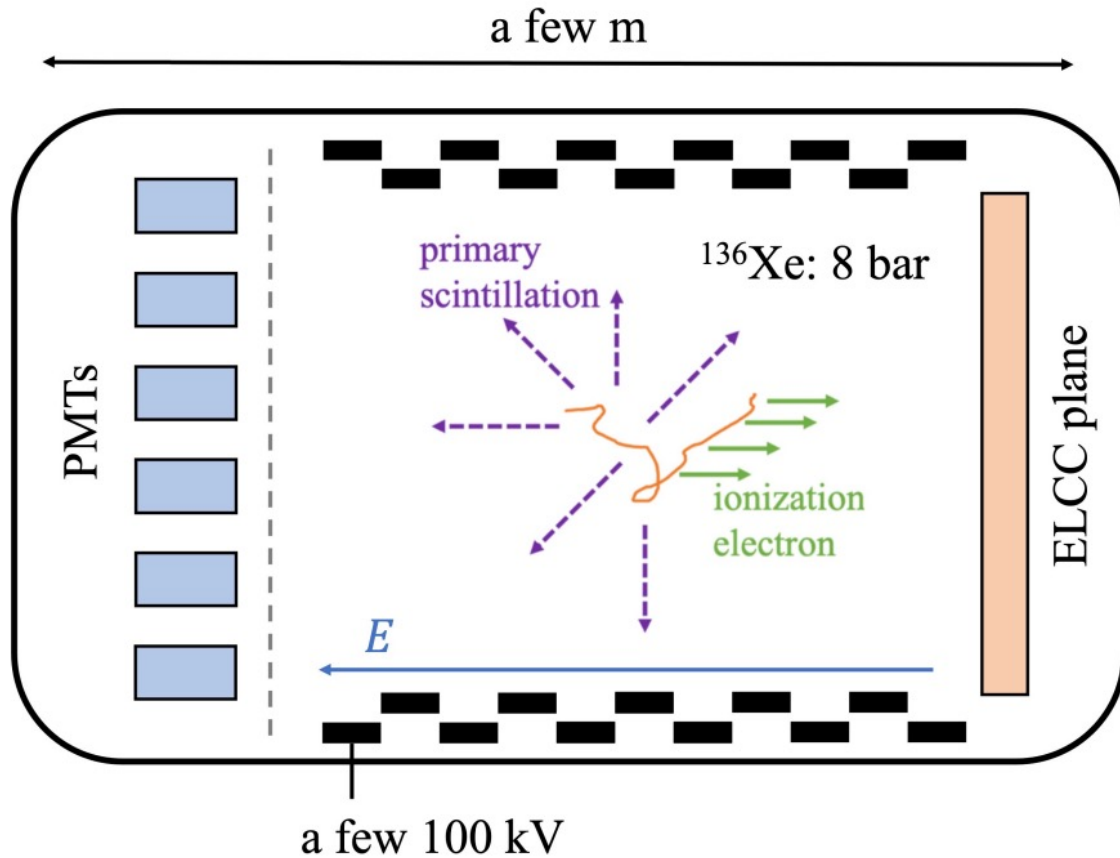 a few m
primary
scintillation
¹³⁶Xe: 8 bar
PMTs
ELCC plane
ionization
electron
E
a few 100 kV